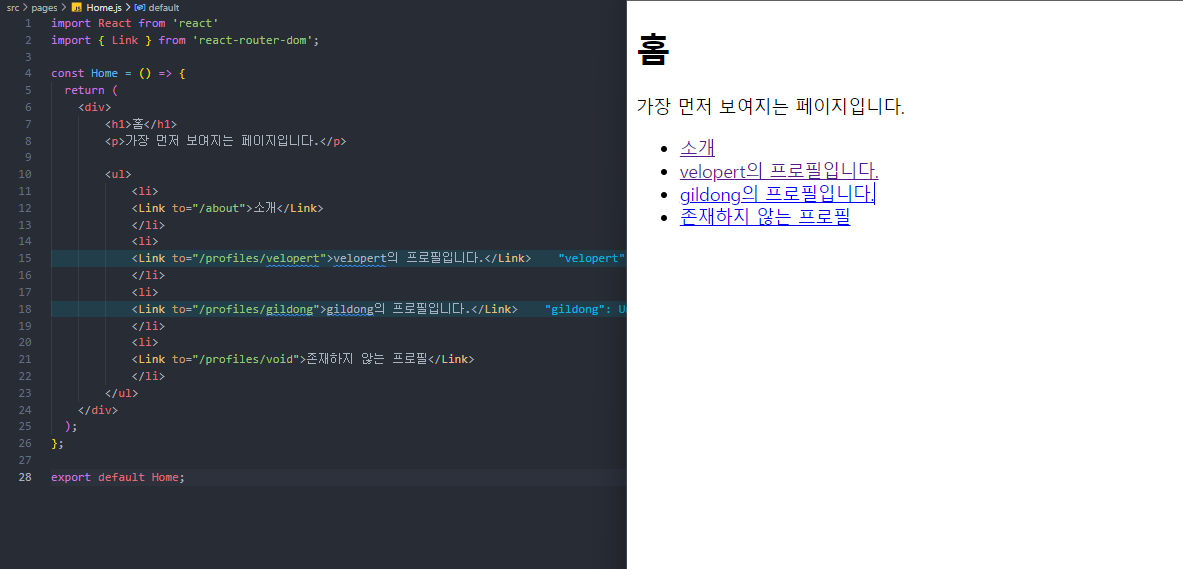 src > pages > JS Home.js > default
1 import React from 'react'
2 import { Link } from 'react-router-dom';
3
4 const Home = () => {
5 return (
6 <div>
7 <h1>홈</h1>
8 <p>가장 먼저 보여지는 페이지입니다.</p>
9
10 <ul>
11 <li>
12 <Link to="/about">소개</Link>
13 </li>
14 <li>
15 <Link to="/profiles/velopert">velopert의 프로필입니다.</Link> "velopert"
16 </li>
17 <li>
18 <Link to="/profiles/gildong">gildong의 프로필입니다.</Link> "gildong":
19 </li>
20 <li>
21 <Link to="/profiles/void">존재하지 않는 프로필</Link>
22 </li>
23 </ul>
24 </div>
25 );
26 };
27
28 export default Home;
홈
가장 먼저 보여지는 페이지입니다.
소개
velopert의 프로필입니다.
gildong의 프로필입니다.
존재하지 않는 프로필